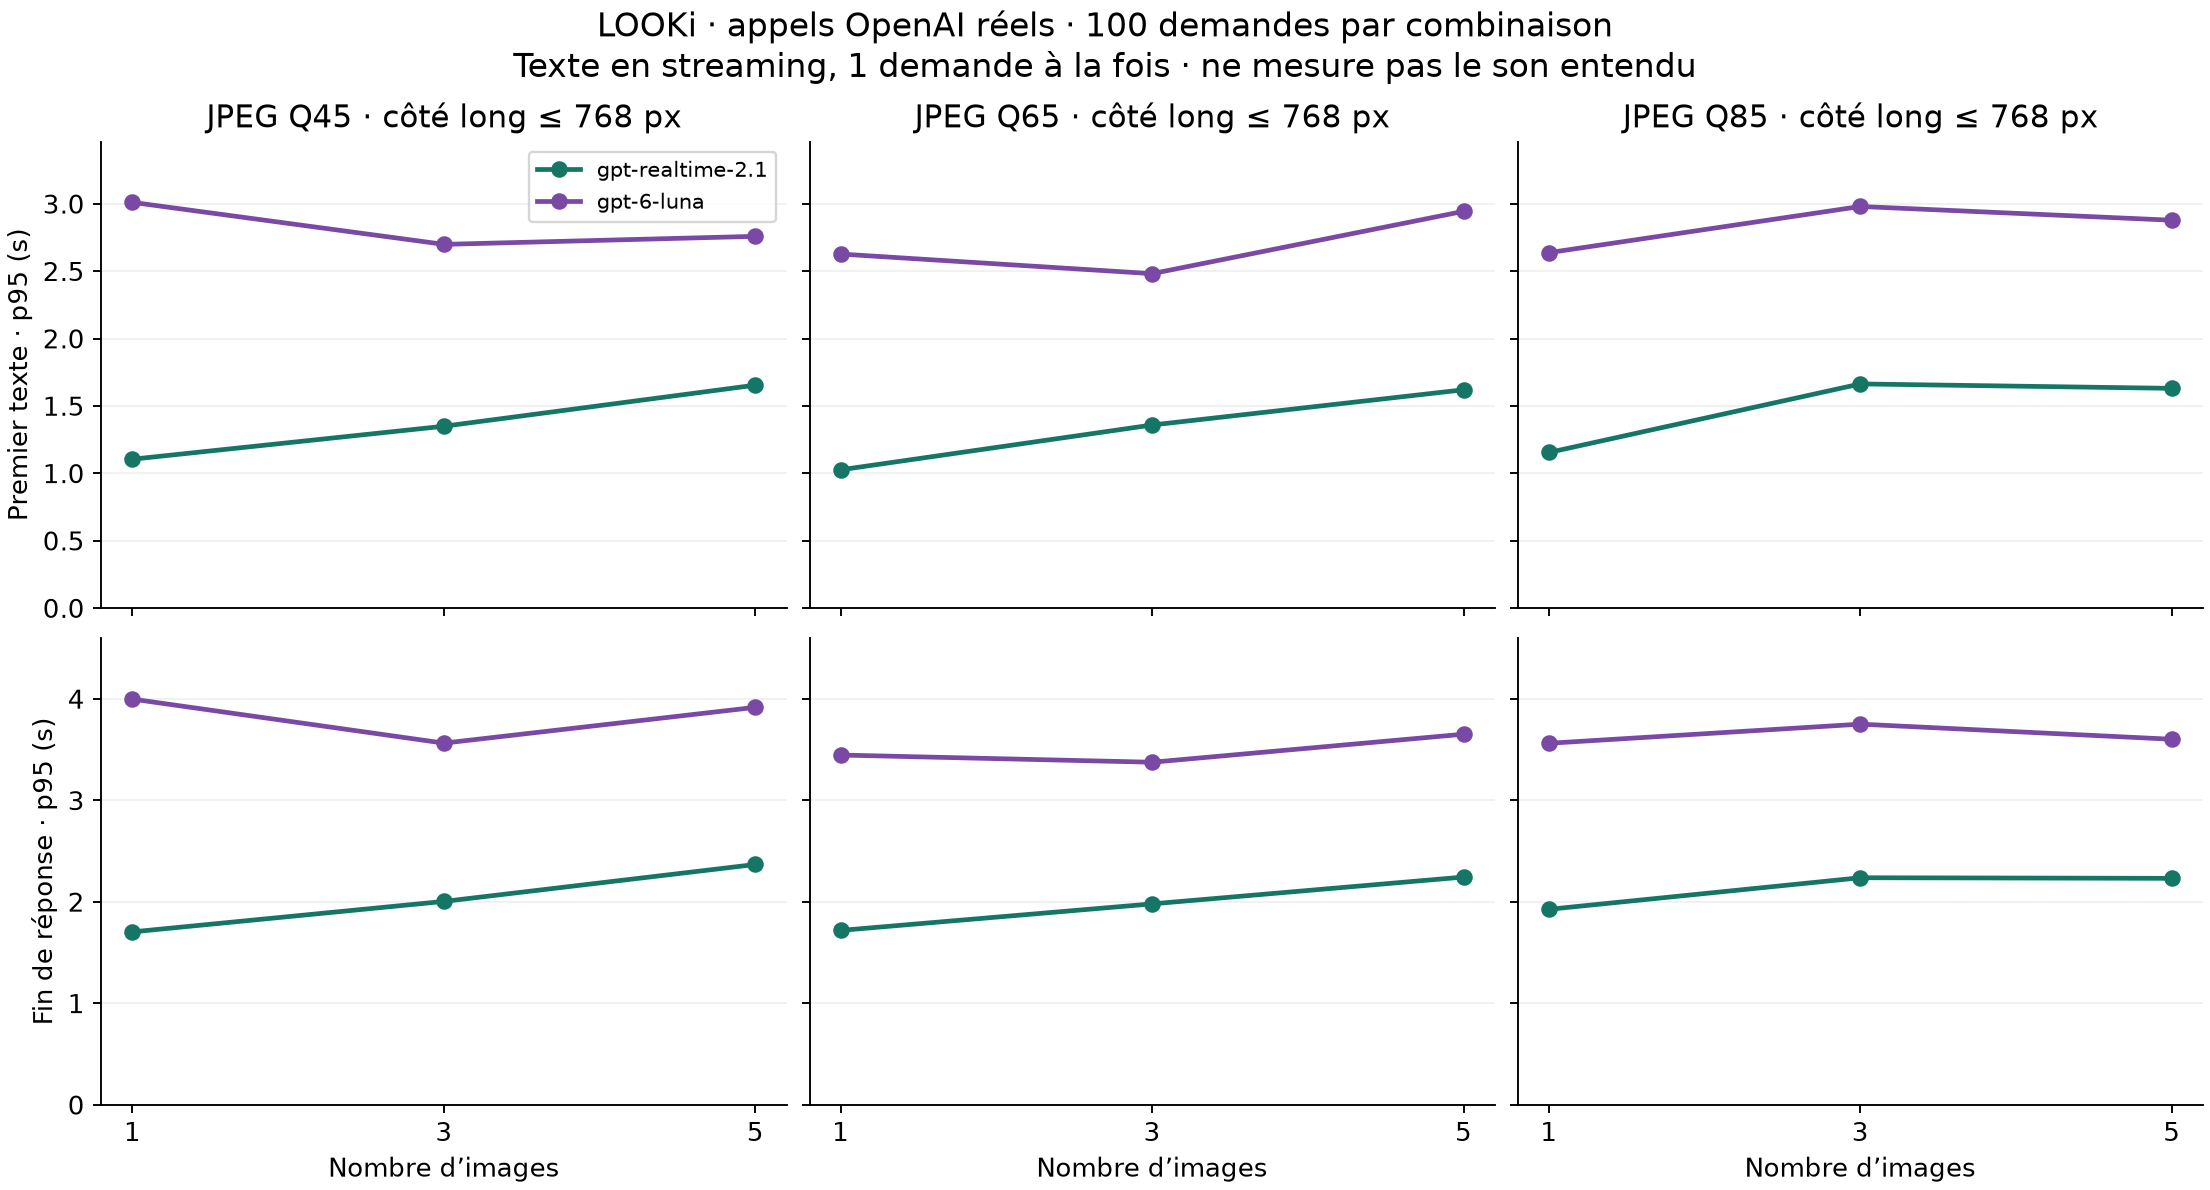 LOOKi · appels OpenAI réels · 100 demandes par combinaison
Texte en streaming, 1 demande à la fois · ne mesure pas le son entendu
JPEG Q45 · côté long ≤ 768 px
JPEG Q65 · côté long ≤ 768 px
JPEG Q85 · côté long ≤ 768 px
gpt-realtime-2.1
gpt-6-luna
Premier texte · p95 (s)
3.0
2.5
2.0
1.5
1.0
0.5
0.0
Fin de réponse · p95 (s)
4
3
2
1
0
1 3 5
1 3 5
1 3 5
Nombre d’images
Nombre d’images
Nombre d’images